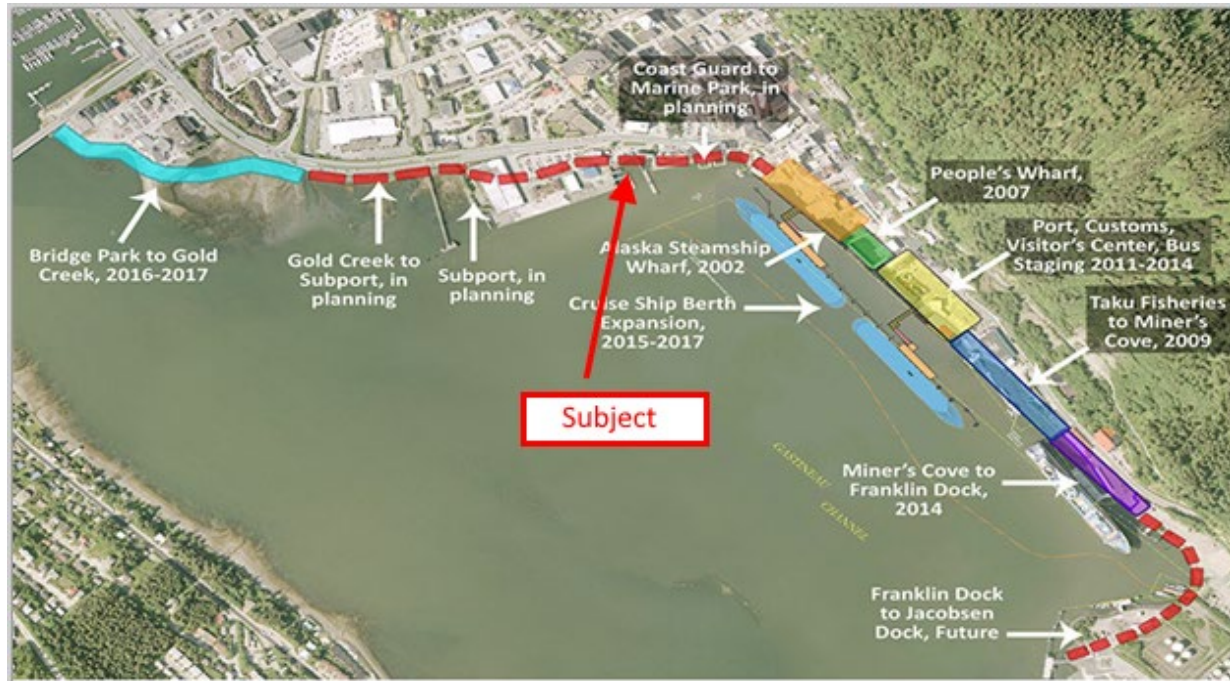 Coast Guard to
Marine Park, in
planning
People's Wharf,
2007
Port, Customs,
Visitor's Center, Bus
Staging 2011-2014
Bridge Park to Gold
Creek, 2016-2017
Gold Creek to
Subport, in
planning
Subport, in
planning
Alaska Steamship
Wharf, 2002
Cruise Ship Berth
Expansion,
2015-2017
Taku Fisheries
to Miner's
Cove, 2009
Subject
Miner's Cove to
Franklin Dock,
2014
GASTINEAU
CHANNEL
Franklin Dock
to Jacobsen
Dock, Future